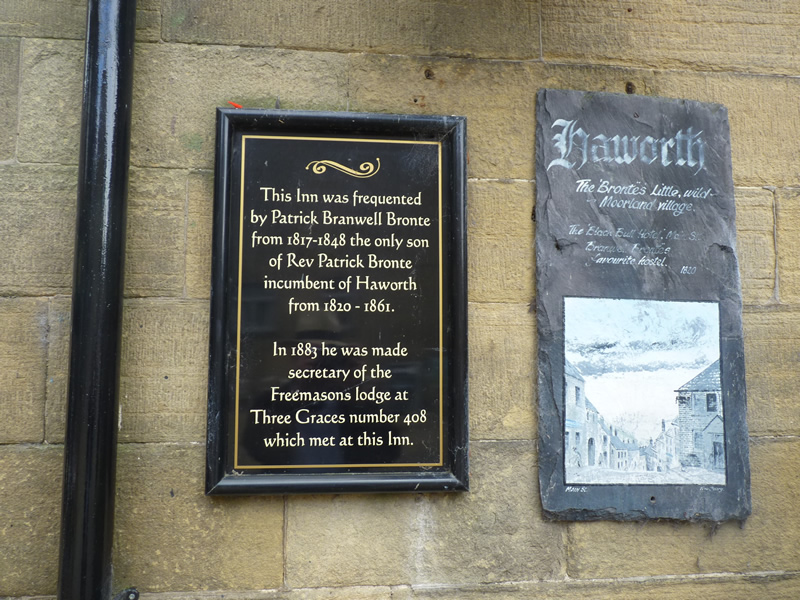 This Inn was frequented
by Patrick Branwell Bronte
from 1817-1848 the only son
of Rev Patrick Bronte
incumbent of Haworth
from 1820 - 1861.
In 1883 he was made
secretary of the
Freemasons lodge at
Three Graces number 408
which met at this Inn.
Haworth
The Bronte's Little, wild-
- Moorland village.
The Black Bull Hotel,
Branwel Brontes
favourite hostel.
1820
Main St.